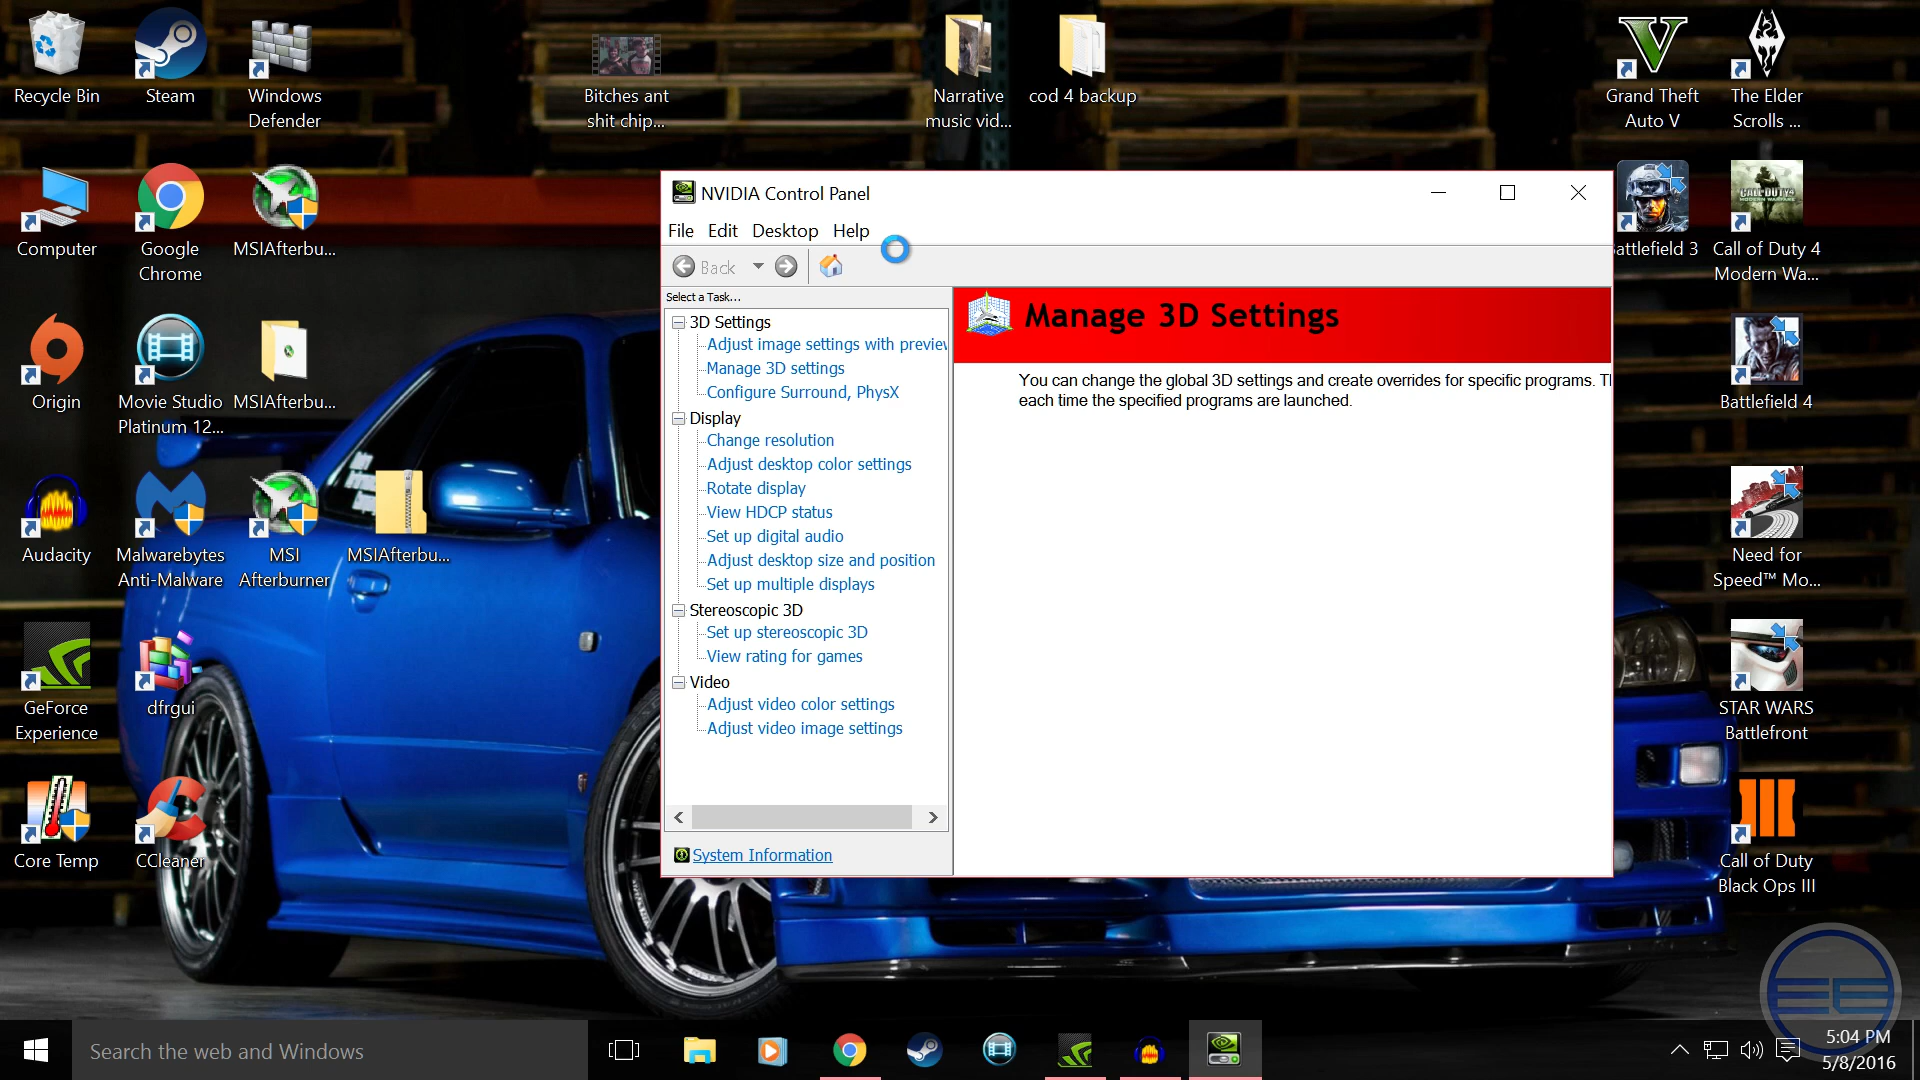 Recycle Bin
Steam
Windows
Defender
Bitches ant
shit chip...
Narrative
music vid...
cod 4 backup
Grand Theft
Auto V
The Elder
Scrolls ...
Computer
Google
Chrome
MSIAfterbu...
attlefield 3
CALL OF DUTY 4
MODERN WARFARE
Call of Duty 4
Modern Wa...
Origin
Movie Studio
Platinum 12...
MSIAfterbu...
Battlefield 4
Audacity
Malwarebytes
Anti-Malware
MSI
Afterburner
MSIAfterbu...
Need for
Speed™ Mo...
GeForce
Experience
dfrgui
STAR WARS
Battlefront
Core Temp
CCleaner
Call of Duty
Black Ops III
NVIDIA Control Panel
File Edit Desktop Help
Back
Select a Task...
3D Settings
Adjust image settings with preview
Manage 3D settings
Configure Surround, PhysX
Display
Change resolution
Adjust desktop color settings
Rotate display
View HDCP status
Set up digital audio
Adjust desktop size and position
Set up multiple displays
Stereoscopic 3D
Set up stereoscopic 3D
View rating for games
Video
Adjust video color settings
Adjust video image settings
System Information
Manage 3D Settings
You can change the global 3D settings and create overrides for specific programs. T
each time the specified programs are launched.
Search the web and Windows
5:04 PM
5/8/2016